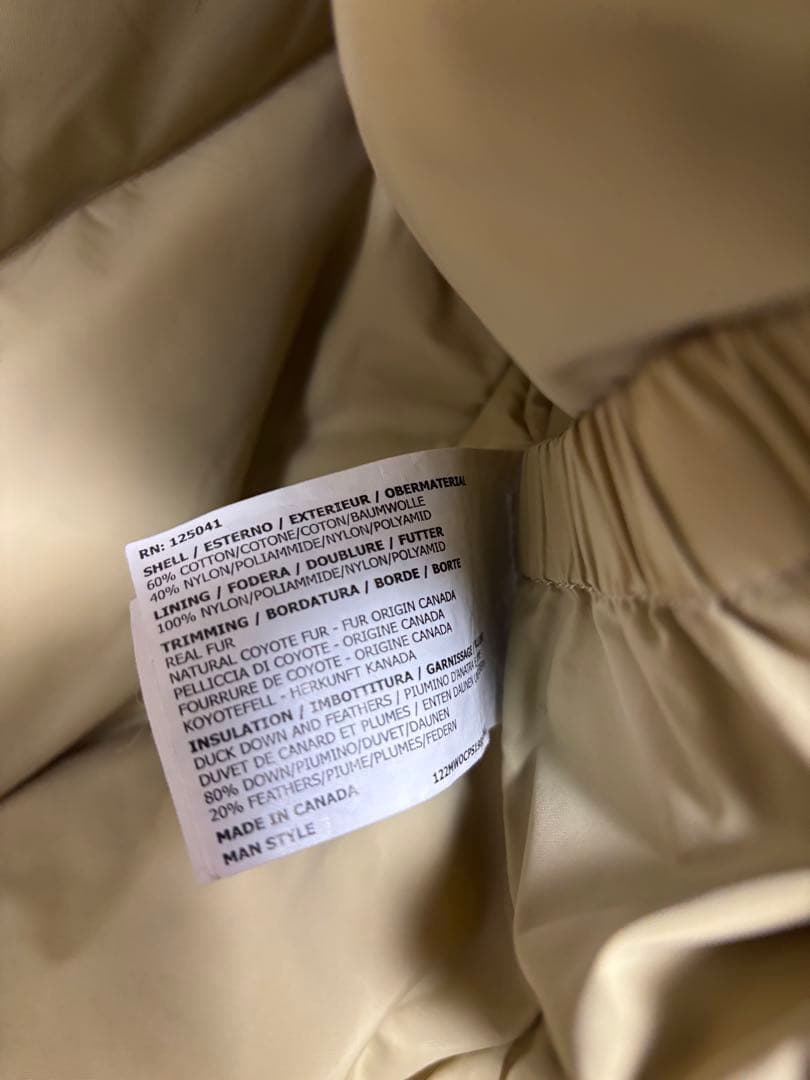 RN: 125041
SHELL / ESTERNO / EXTERIEUR / OBERMATERIAL
60% COTTON/COTONE/COTON/BAUMWOLLE
40% NYLON/POLIAMMIDE/NYLON/POLYAMID
LINING / FODERA / DOUBLURE / FUTTER
100% NYLON/POLIAMMIDE/NYLON/POLYAMID
TRIMMING / BORDATURA / BORDE / BORTE
REAL FUR
NATURAL COYOTE FUR - FUR ORIGIN CANADA
PELLICCIA DI COYOTE - ORIGINE CANADA
FOURRURE DE COYOTE - ORIGINE CANADA
KOYOTEFELL - HERKUNFT KANADA
INSULATION / IMBOTTITURA / GARNISSAGE /
DUCK DOWN AND FEATHERS / PIUMINO D'ANATRA
DUVET DE CANARD ET PLUMES / ENTEN DAUNEN
80% DOWN/PIUMINO/DUVET/DAUNEN
20% FEATHERS/PIUME/PLUMES/FEDERN
MADE IN CANADA
MAN STYLE